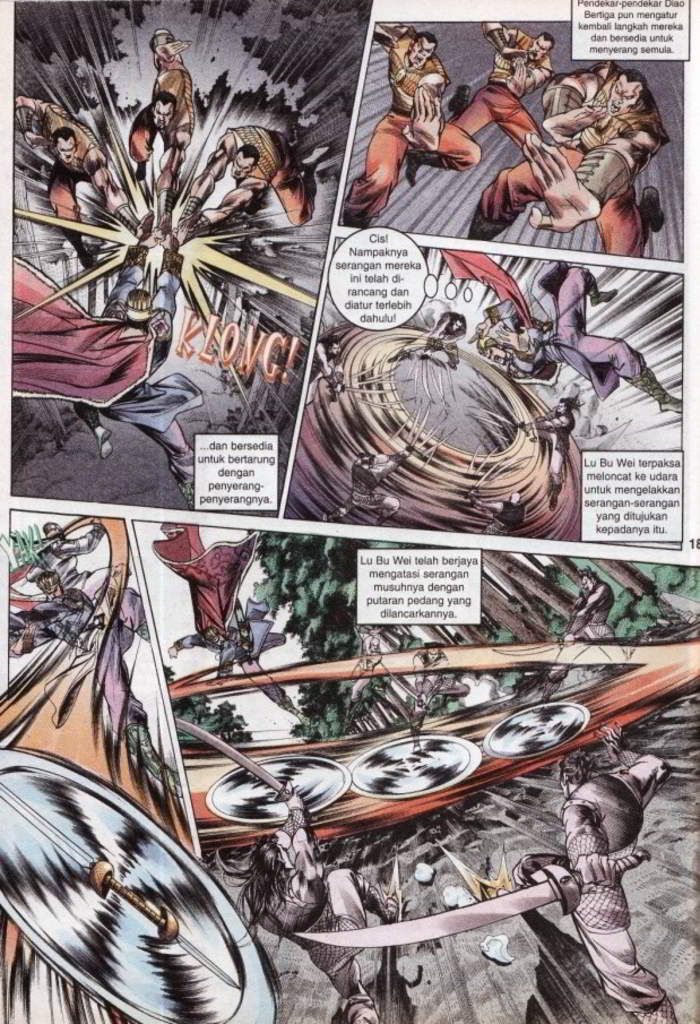 KLONG!
...dan bersedia
untuk bertarung
dengan
penyerang-
penyerangnya.
Pendekar-pendekar Diao
Bertiga pun mengatur
kembali langkah mereka
dan bersedia untuk
menyerang semula.
Cis!
Nampaknya
serangan mereka
ini telah di-
rancang dan
diatur terlebih
dahulu!
Lu Bu Wei terpaksa
meloncat ke udara
untuk mengelakkan
serangan-serangan
yang ditujukan
kepadanya itu.
Lu Bu Wei telah berjaya
mengatasi serangan
musuhnya dengan
putaran pedang yang
dilancarkannya.